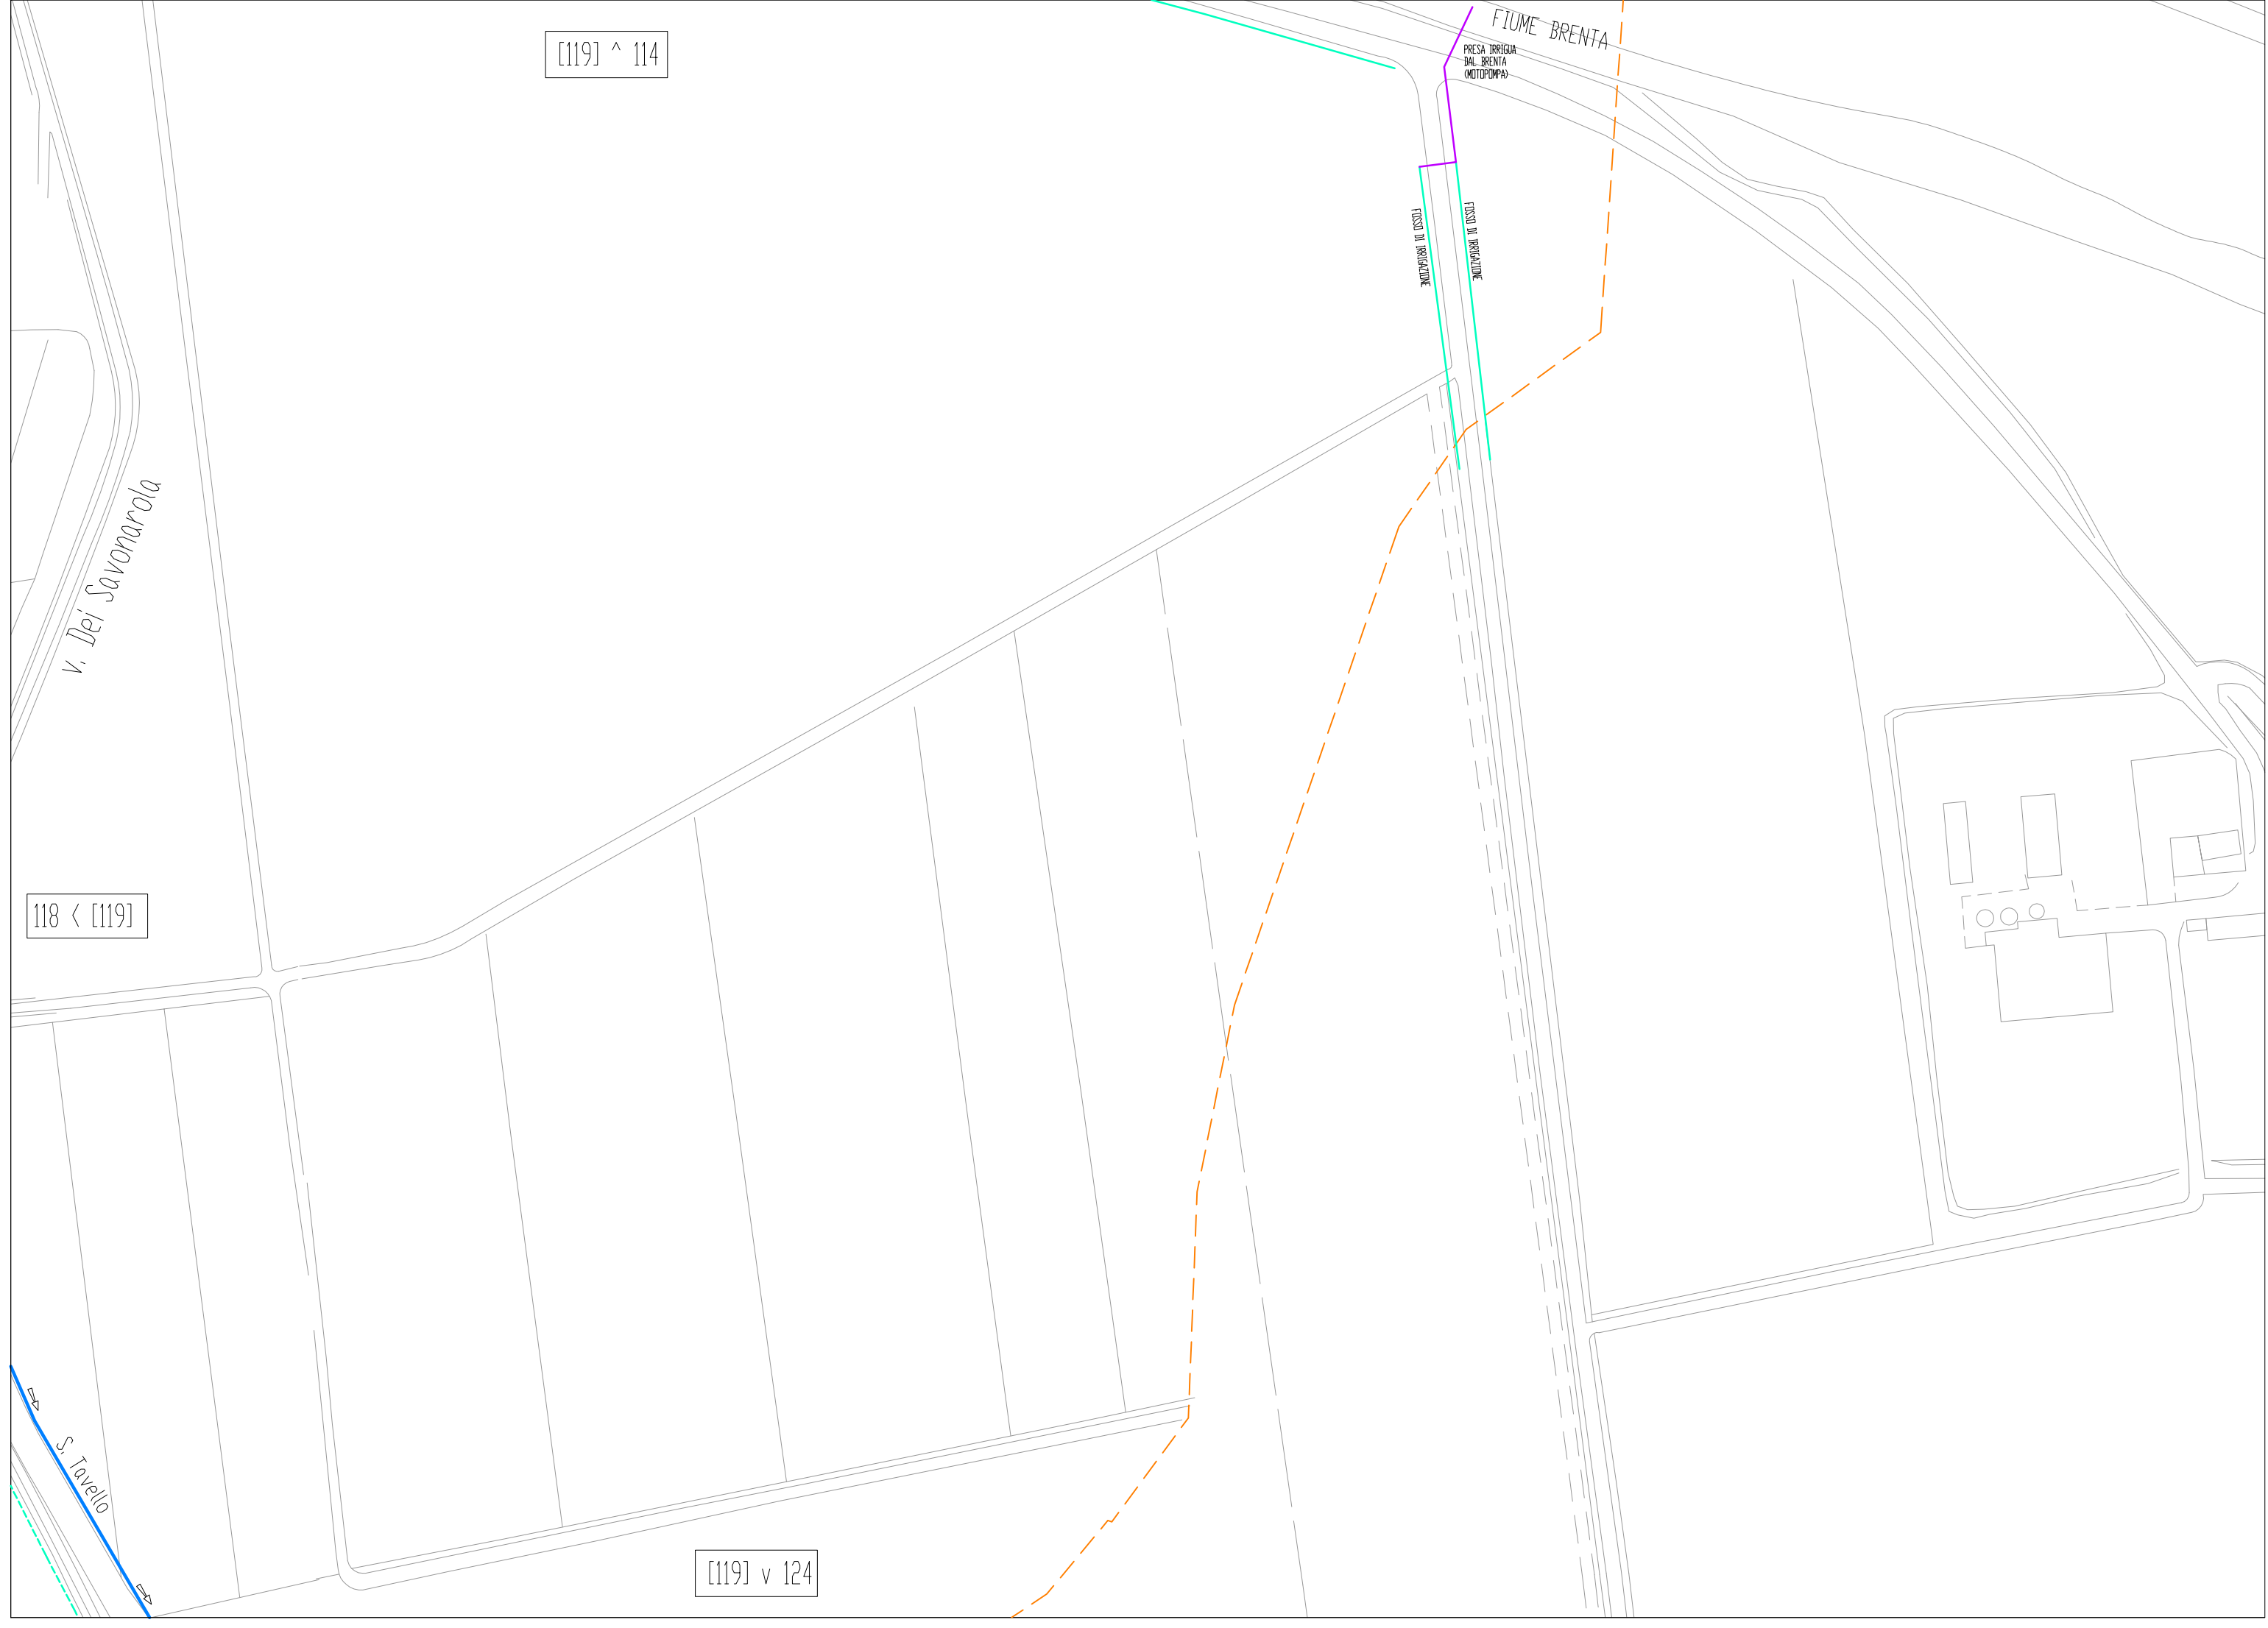 [119] ^ 114
FIUME BRENTA
PRESA IRRIGUA
DAL BRENTA
(MOTOPOMPA)
FOSSO DI IRRIGAZIONE
FOSSO DI IRRIGAZIONE
v. Dei Savonarola
118 < [119]
S. Tavello
[119] v 124